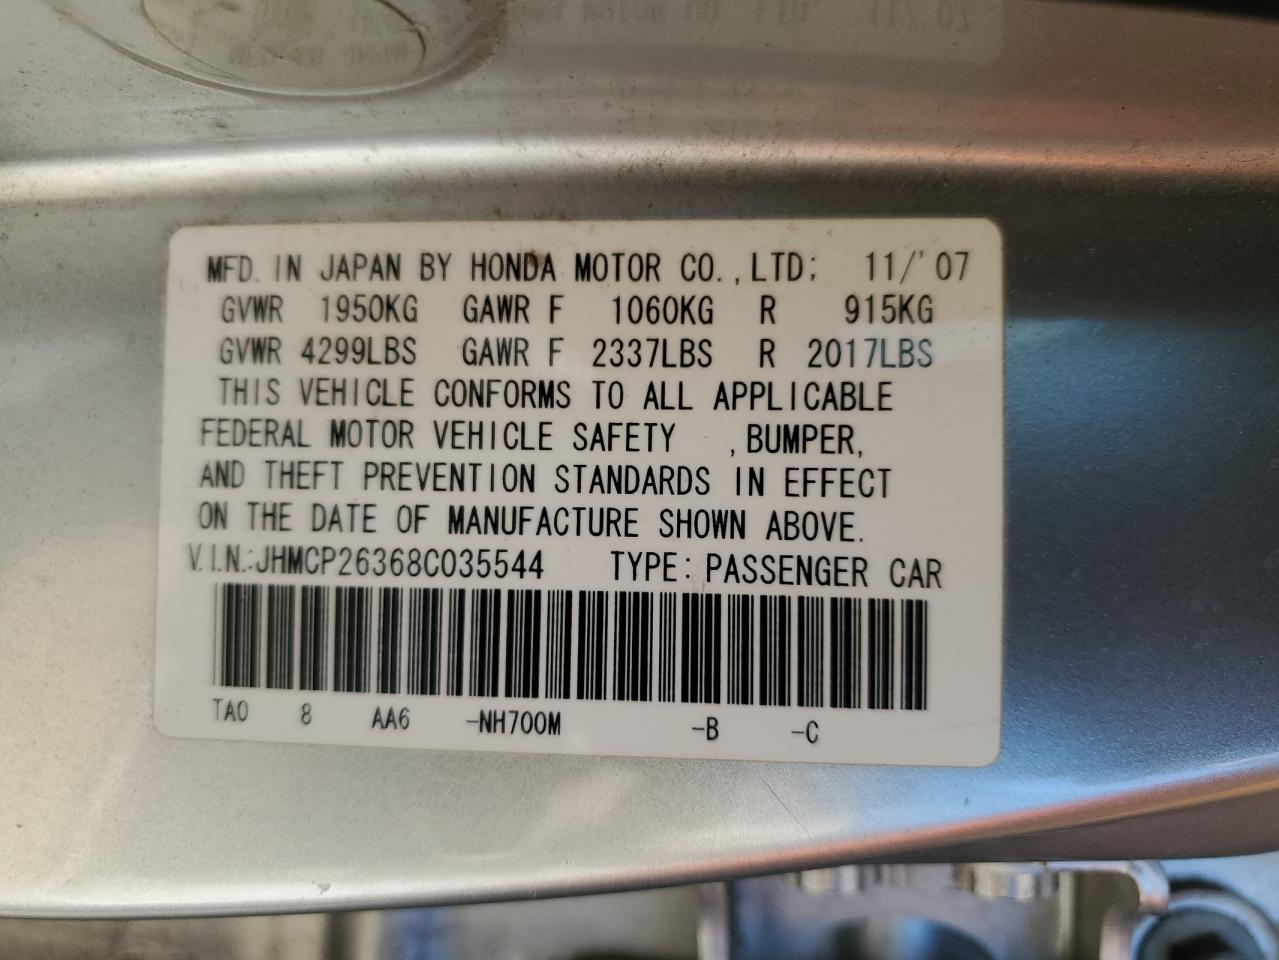 MFD. IN JAPAN BY HONDA MOTOR CO.,LTD: 11/'07
GVWR 1950KG GAWR F 1060KG R 915KG
GVWR 4299LBS GAWR F 2337LBS R 2017LBS
THIS VEHICLE CONFORMS TO ALL APPLICABLE
FEDERAL MOTOR VEHICLE SAFETY ,BUMPER,
AND THEFT PREVENTION STANDARDS IN EFFECT
ON THE DATE OF MANUFACTURE SHOWN ABOVE.
V.I.N.:JHMCP26368C035544 TYPE: PASSENGER CAR
TA0 8 AA6 -NH700M -B -C